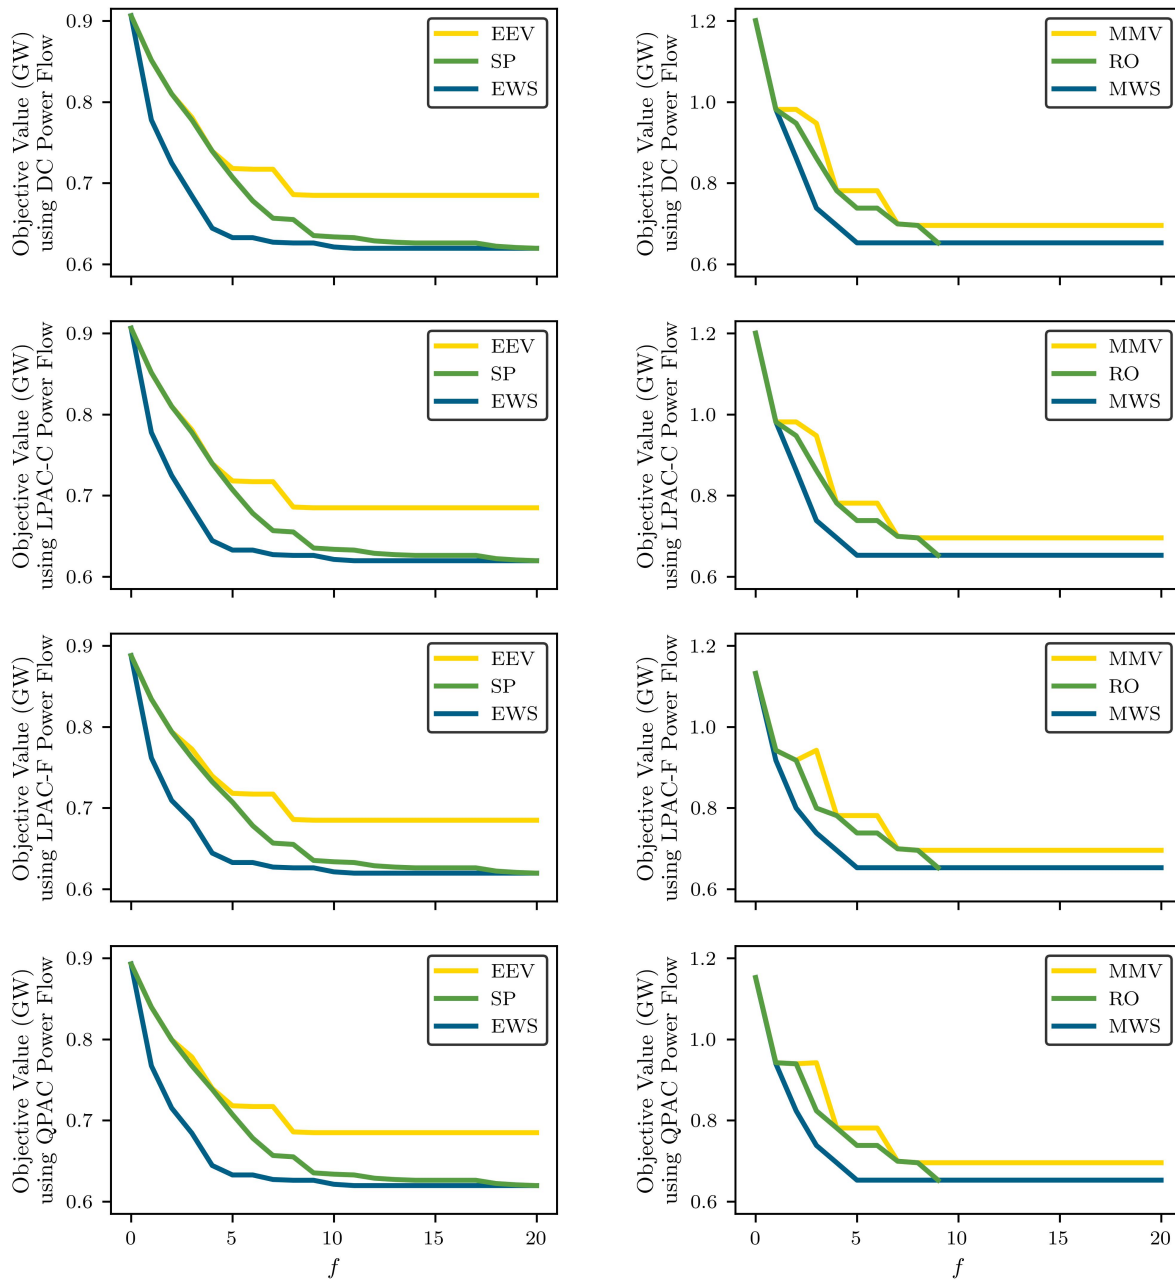 Objective Value (GW)
using DC Power Flow
0.9
0.8
0.7
0.6
EEV
SP
EWS
Objective Value (GW)
using DC Power Flow
1.2
1.0
0.8
0.6
MMV
RO
MWS
Objective Value (GW)
using LPAC-C Power Flow
0.9
0.8
0.7
0.6
EEV
SP
EWS
Objective Value (GW)
using LPAC-C Power Flow
1.2
1.0
0.8
0.6
MMV
RO
MWS
Objective Value (GW)
using LPAC-F Power Flow
0.9
0.8
0.7
0.6
EEV
SP
EWS
Objective Value (GW)
using LPAC-F Power Flow
1.2
1.0
0.8
0.6
MMV
RO
MWS
Objective Value (GW)
using QPAC Power Flow
0.9
0.8
0.7
0.6
EEV
SP
EWS
0 5 10 15 20
f
Objective Value (GW)
using QPAC Power Flow
1.2
1.0
0.8
0.6
MMV
RO
MWS
0 5 10 15 20
f